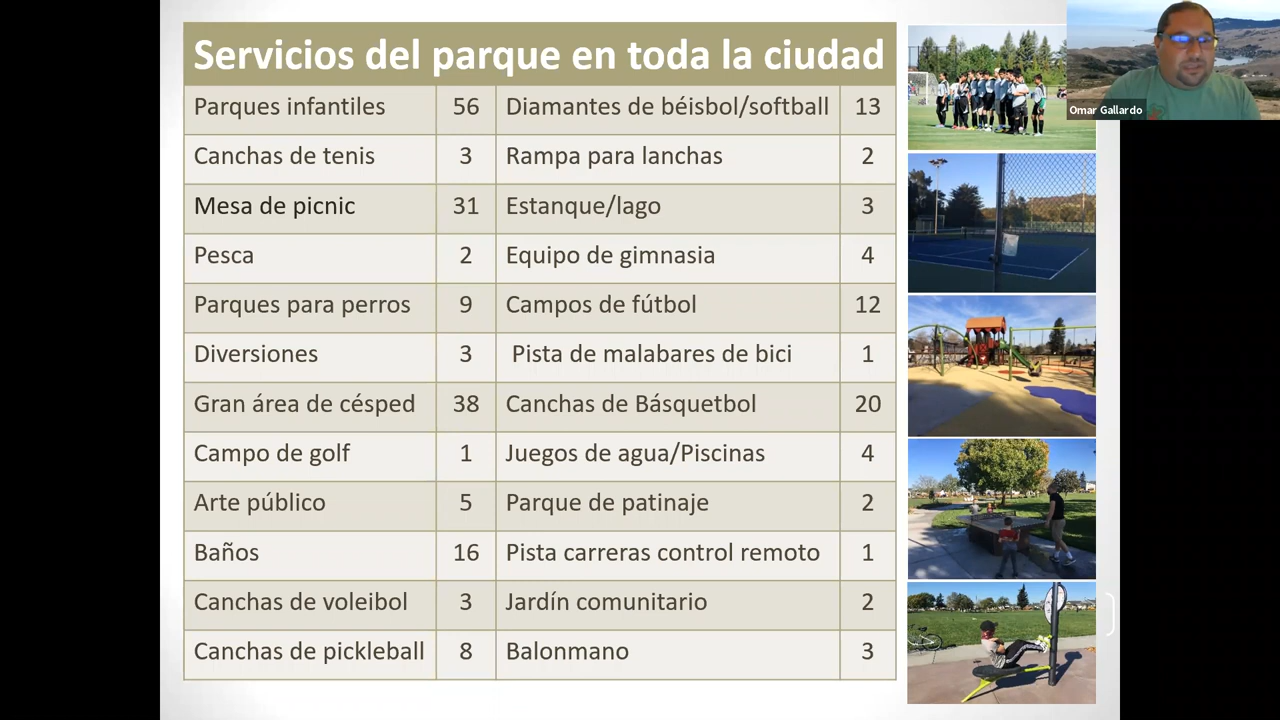 Servicios del parque en toda la ciudad
Parques infantiles 56 Diamantes de béisbol/softball 13
Canchas de tenis 3 Rampa para lanchas 2
Mesa de picnic 31 Estanque/lago 3
Pesca 2 Equipo de gimnasia 4
Parques para perros 9 Campos de fútbol 12
Diversiones 3 Pista de malabares de bici 1
Gran área de césped 38 Canchas de Básquetbol 20
Campo de golf 1 Juegos de agua/Piscinas 4
Arte público 5 Parque de patinaje 2
Baños 16 Pista carreras control remoto 1
Canchas de voleibol 3 Jardín comunitario 2
Canchas de pickleball 8 Balonmano 3
Omar Gallardo